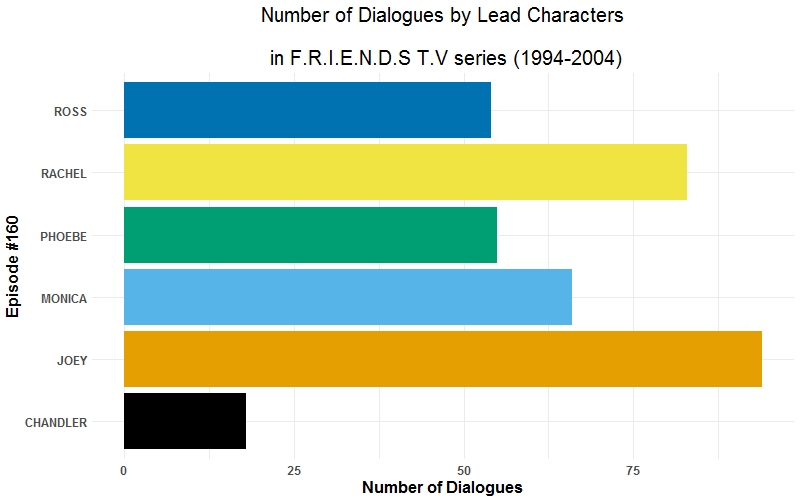 Number of Dialogues by Lead Characters
in F.R.I.E.N.D.S T.V series (1994-2004)
ROSS
RACHEL
PHOEBE
MONICA
JOEY
CHANDLER
Episode #160
0 25 50 75
Number of Dialogues